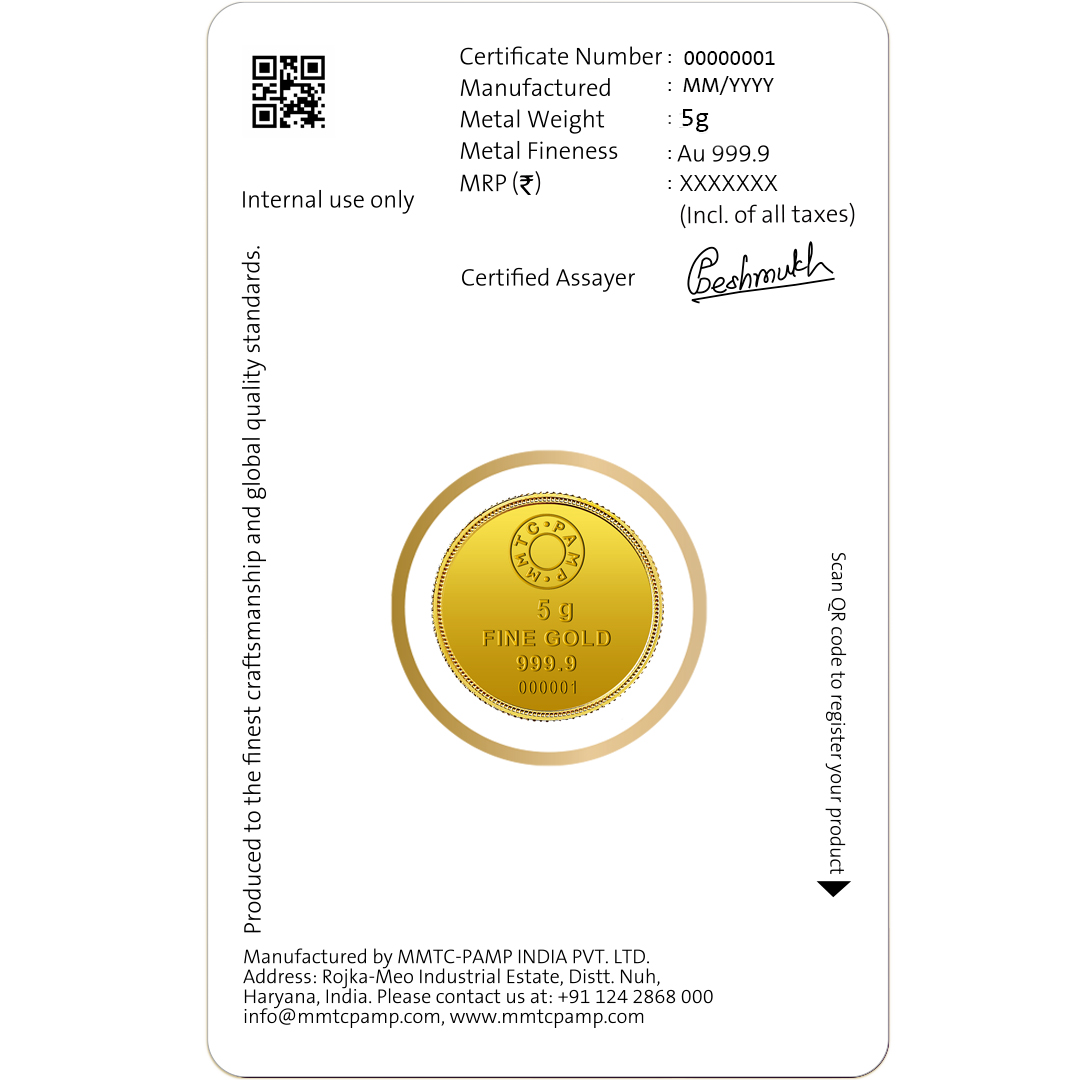 Certificate Number : 00000001
Manufactured : MM/YYYY
Metal Weight : 5g
Metal Fineness : Au 999.9
MRP (₹) : XXXXXXX
(Incl. of all taxes)
Internal use only
Certified Assayer
Deshmukh
Produced to the finest craftsmanship and global quality standards.
MMTC·PAMP·
5 g
FINE GOLD
999.9
000001
Scan QR code to register your product
Manufactured by MMTC-PAMP INDIA PVT. LTD.
Address: Rojka-Meo Industrial Estate, Distt. Nuh,
Haryana, India. Please contact us at: +91 124 2868 000
info@mmtcpamp.com, www.mmtcpamp.com